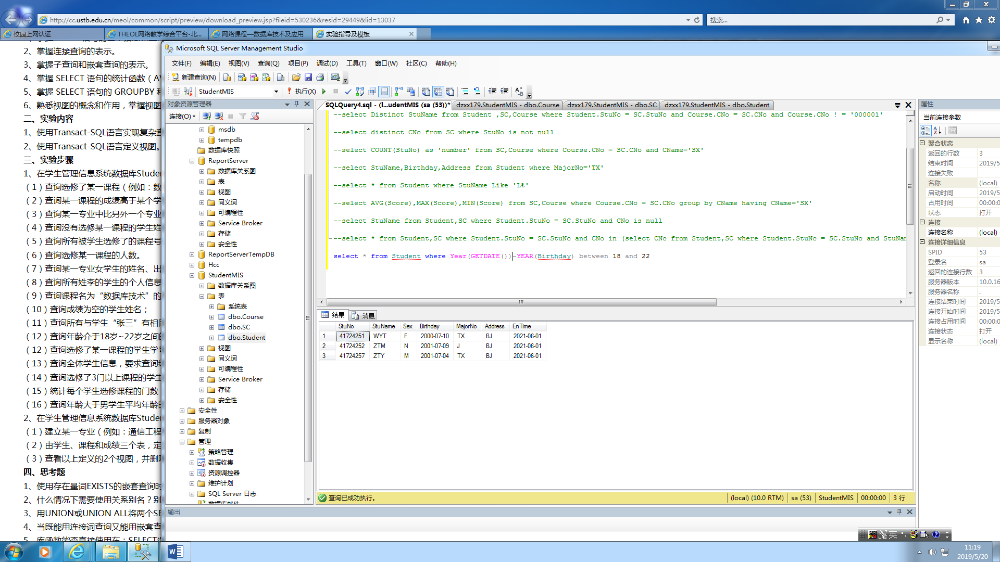 http://cc.ustb.edu.cn/meol/common/script/preview/download_preview.jsp?fileid=530236&resid=29449&lid=13037
搜索...
校园上网认证
THEOL网络教学综合平台-北...
网络课程—数据库技术及应用
实验指导及模板
2、掌握连接查询的表示。
3、掌握子查询和嵌套查询的表示。
4、掌握 SELECT 语句的统计函数（AV
5、掌握 SELECT 语句的 GROUPBY 和
6、熟悉视图的概念和作用，掌握视图
二、实验内容
1、使用Transact-SQL语言实现复杂查
2、使用Transact-SQL语言定义视图。
三、实验步骤
1、在学生管理信息系统数据库Studen
（1）查询选修了某一课程（例如：数
（2）查询某一课程的成绩高于某个学
（3）查询某一专业中比另外一个专业
（4）查询没有选修某一课程的学生姓
（5）查询所有被学生选修了的课程号
（6）查询选修某一课程的人数。
（7）查询某一专业女学生的姓名、出
（8）查询所有姓李的学生的个人信息
（9）查询课程名为“数据库技术”的
（10）查询成绩为空的学生姓名；
（11）查询所有与学生“张三”有相同
（12）查询年龄介于18岁~22岁之间的
（12）查询选修了某一课程的学生学号
（13）查询全体学生信息，要求查询结
（14）查询选修了3门以上课程的学生
（15）统计每个学生选修课程的门数
（16）查询年龄大于男学生平均年龄的
2、在学生管理信息系统数据库Studen
（1）建立某一专业（例如：通信工程
（2）由学生、课程和成绩三个表，定
（3）查看以上定义的2个视图，并删除
四、思考题
1、使用存在量词EXISTS的嵌套查询时
2、什么情况下需要使用关系别名？别
3、用UNION或UNION ALL将两个SE
4、当既能用连接词查询又能用嵌套查
5、库函数能否直接使用在：SELECT选
Microsoft SQL Server Management Studio
文件(F) 编辑(E) 视图(V) 查询(Q) 项目(P) 调试(D) 工具(T) 窗口(W) 社区(C) 帮助(H)
新建查询(N)
StudentMIS
执行(X)
对象资源管理器
连接(O)
msdb
tempdb
数据库快照
ReportServer
数据库关系图
表
视图
同义词
可编程性
Service Broker
存储
安全性
ReportServerTempDB
Hcc
StudentMIS
数据库关系图
表
系统表
dbo.Course
dbo.SC
dbo.Student
视图
同义词
可编程性
Service Broker
存储
安全性
安全性
服务器对象
复制
管理
策略管理
数据收集
资源调控器
维护计划
SQL Server 日志
数据库邮件
SQLQuery4.sql - (l...udentMIS (sa (53))*
dzxx179.StudentMIS - dbo.Course
dzxx179.StudentMIS - dbo.SC
dzxx179.StudentMIS - dbo.Student
--select Distinct StuName from Student ,SC,Course where Student.StuNo = SC.StuNo and Course.CNo = SC.CNo and Course.CNo ! = '000001'
--select distinct CNo from SC where StuNo is not null
--select COUNT(StuNo) as 'number' from SC,Course where Course.CNo = SC.CNo and CName='SX'
--select StuName,Birthday,Address from Student where MajorNo='TX'
--select * from Student where StuName Like 'L%'
--select AVG(Score),MAX(Score),MIN(Score) from SC,Course where Course.CNo = SC.CNo group by CName having CName='SX'
--select StuName from Student,SC where Student.StuNo = SC.StuNo and CNo is null
--select * from Student,SC where Student.StuNo = SC.StuNo and CNo in (select CNo from Student,SC where Student.StuNo = SC.StuNo and StuNam
select * from Student where Year(GETDATE())-YEAR(Birthday) between 18 and 22
结果 消息
StuNo StuName Sex Birthday MajorNo Address EnTime
1 41724251 WYT F 2000-07-10 TX BJ 2021-06-01
2 41724252 ZTM N 2001-07-09 J BJ 2021-06-01
3 41724257 ZTY M 2001-07-04 TX BJ 2021-06-01
查询已成功执行。
(local) (10.0 RTM) sa (53) StudentMIS 00:00:00 3 行
输出
属性
当前连接参数
聚合状态
返回的行数 3
结束时间 2019/5
连接失败
名称 (local)
启动时间 2019/5
占用时间 00:00:0
状态 打开
连接
连接名称 (local)
连接详细信息
SPID 53
登录名 sa
返回的连接行数 3
服务器版本 10.0.16
服务器名称 .
连接结束时间 2019/5
连接开始时间 2019/5
连接占用时间 00:00:0
连接状态 打开
显示名称 (local)
英
11:19
2019/5/20